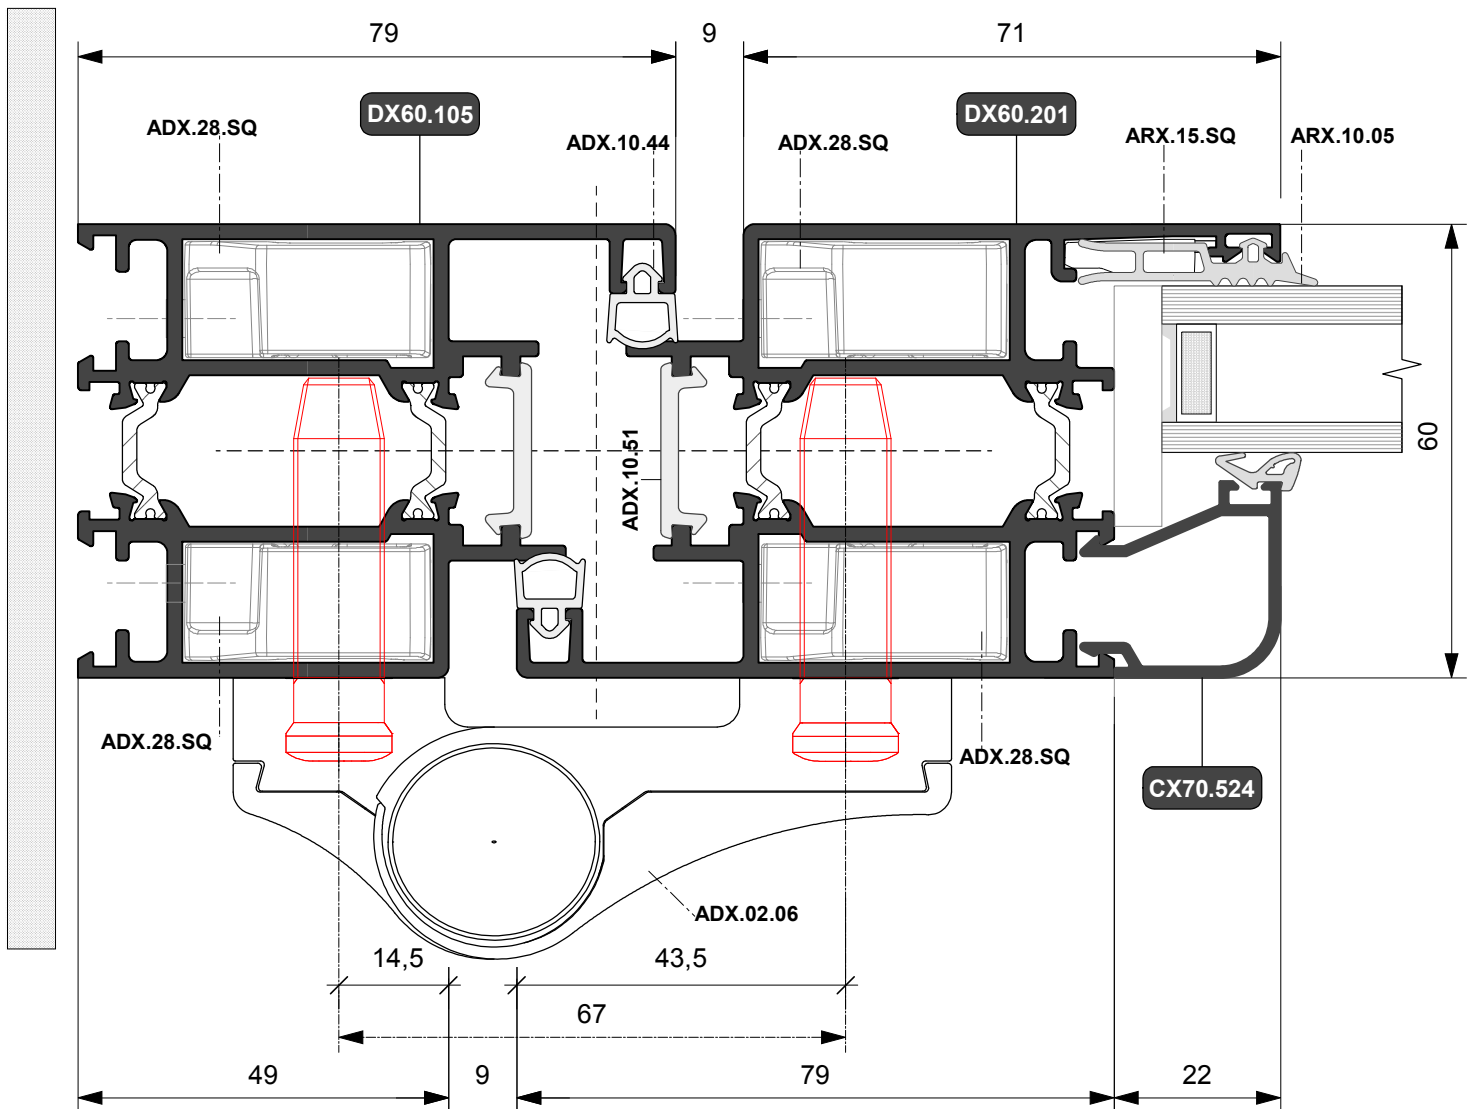 79
9
71
DX60.105
DX60.201
ADX.28.SQ
ADX.10.44
ADX.28.SQ
ARX.15.SQ
ARX.10.05
60
ADX.10.51
ADX.28.SQ
ADX.28.SQ
CX70.524
ADX.02.06
14,5
43,5
67
49
9
79
22